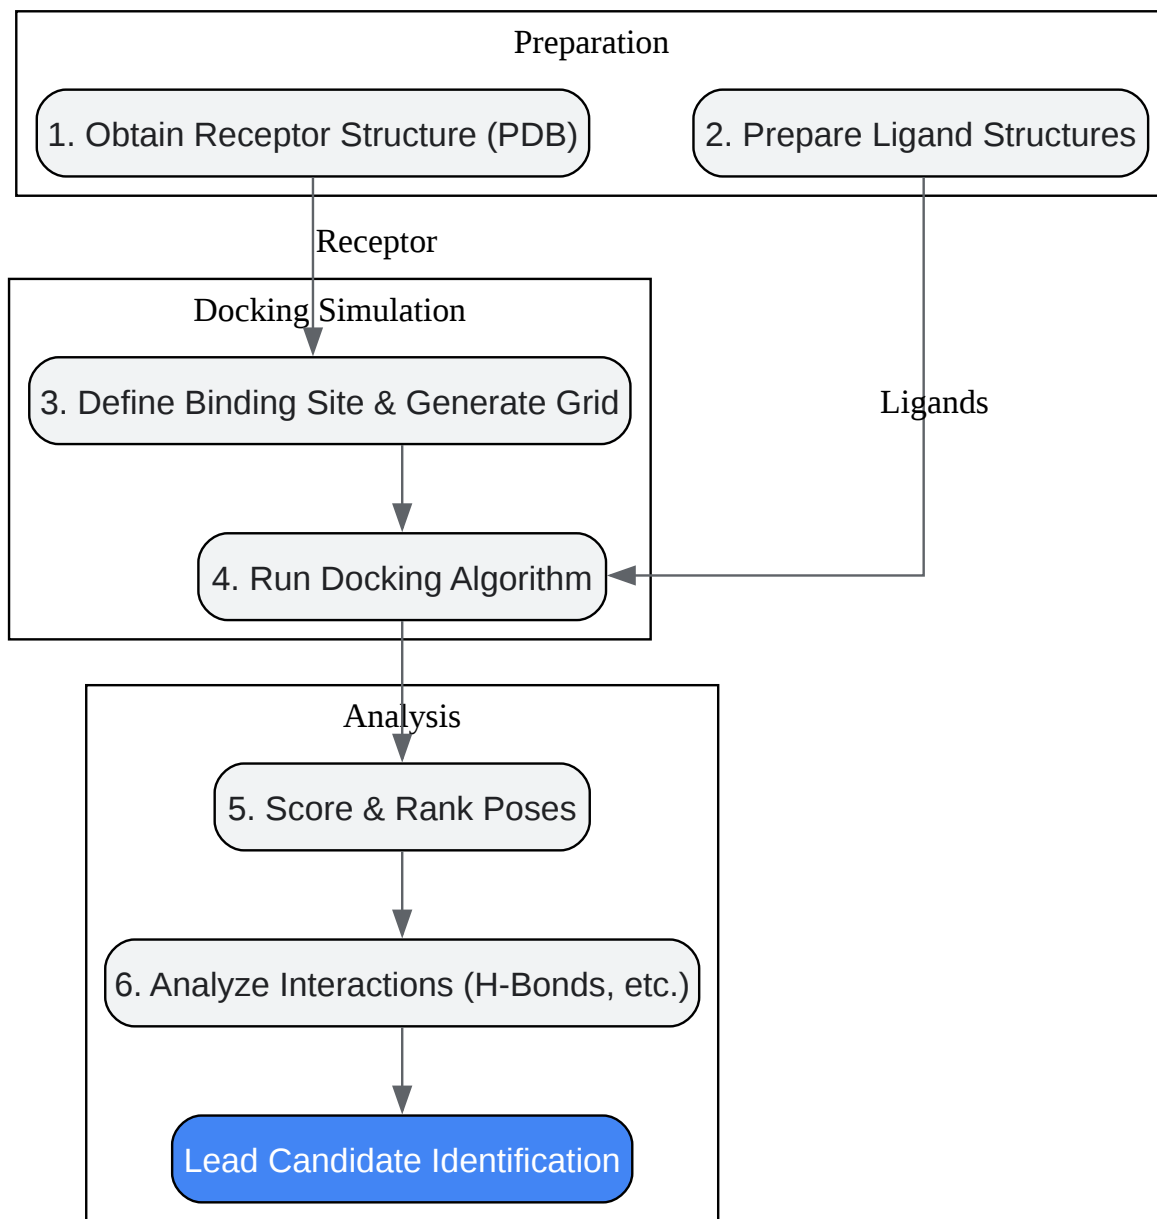 Preparation
1. Obtain Receptor Structure (PDB)
2. Prepare Ligand Structures
Receptor
Docking Simulation
3. Define Binding Site & Generate Grid
Ligands
4. Run Docking Algorithm
Analysis
5. Score & Rank Poses
6. Analyze Interactions (H-Bonds, etc.)
Lead Candidate Identification